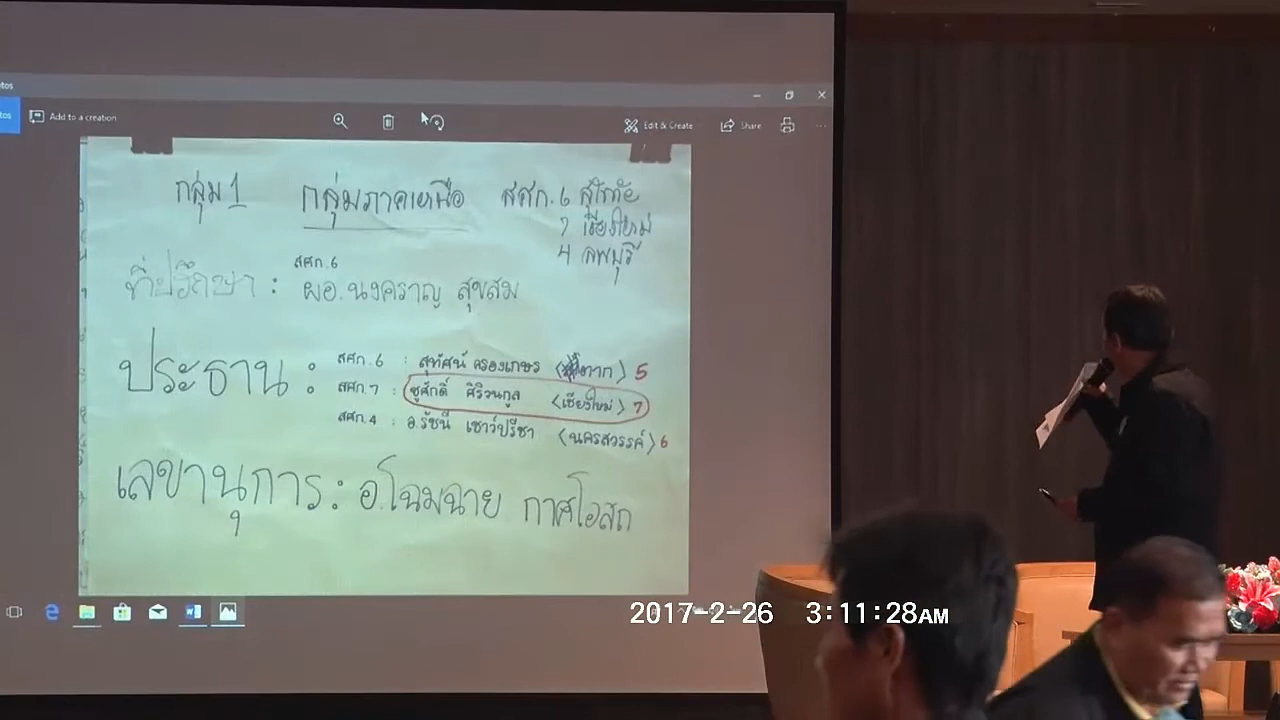 tos
tos Add to a creation Edit & Create Share
กลุ่ม 1 กลุ่มภาคเหนือ สศก. 6 สุโขทัย
7 เชียงใหม่
4 ลพบุรี
สศก. 6
ที่ปรึกษา : ผอ. นงคราญ สุขสม
ประธาน : สศก. 6 : สุทัศน์ ครองเกษร (ตาก) 5
สศก. 7 : ชูศักดิ์ ศิริวนกูล (เชียงใหม่) 7
สศก. 4 : อ. รัชนี เชาว์ปรีชา (นครสวรรค์) 6
เลขานุการ : อ. โฉมฉาย กาศโอสถ
2017-2-26 3:11:28AM